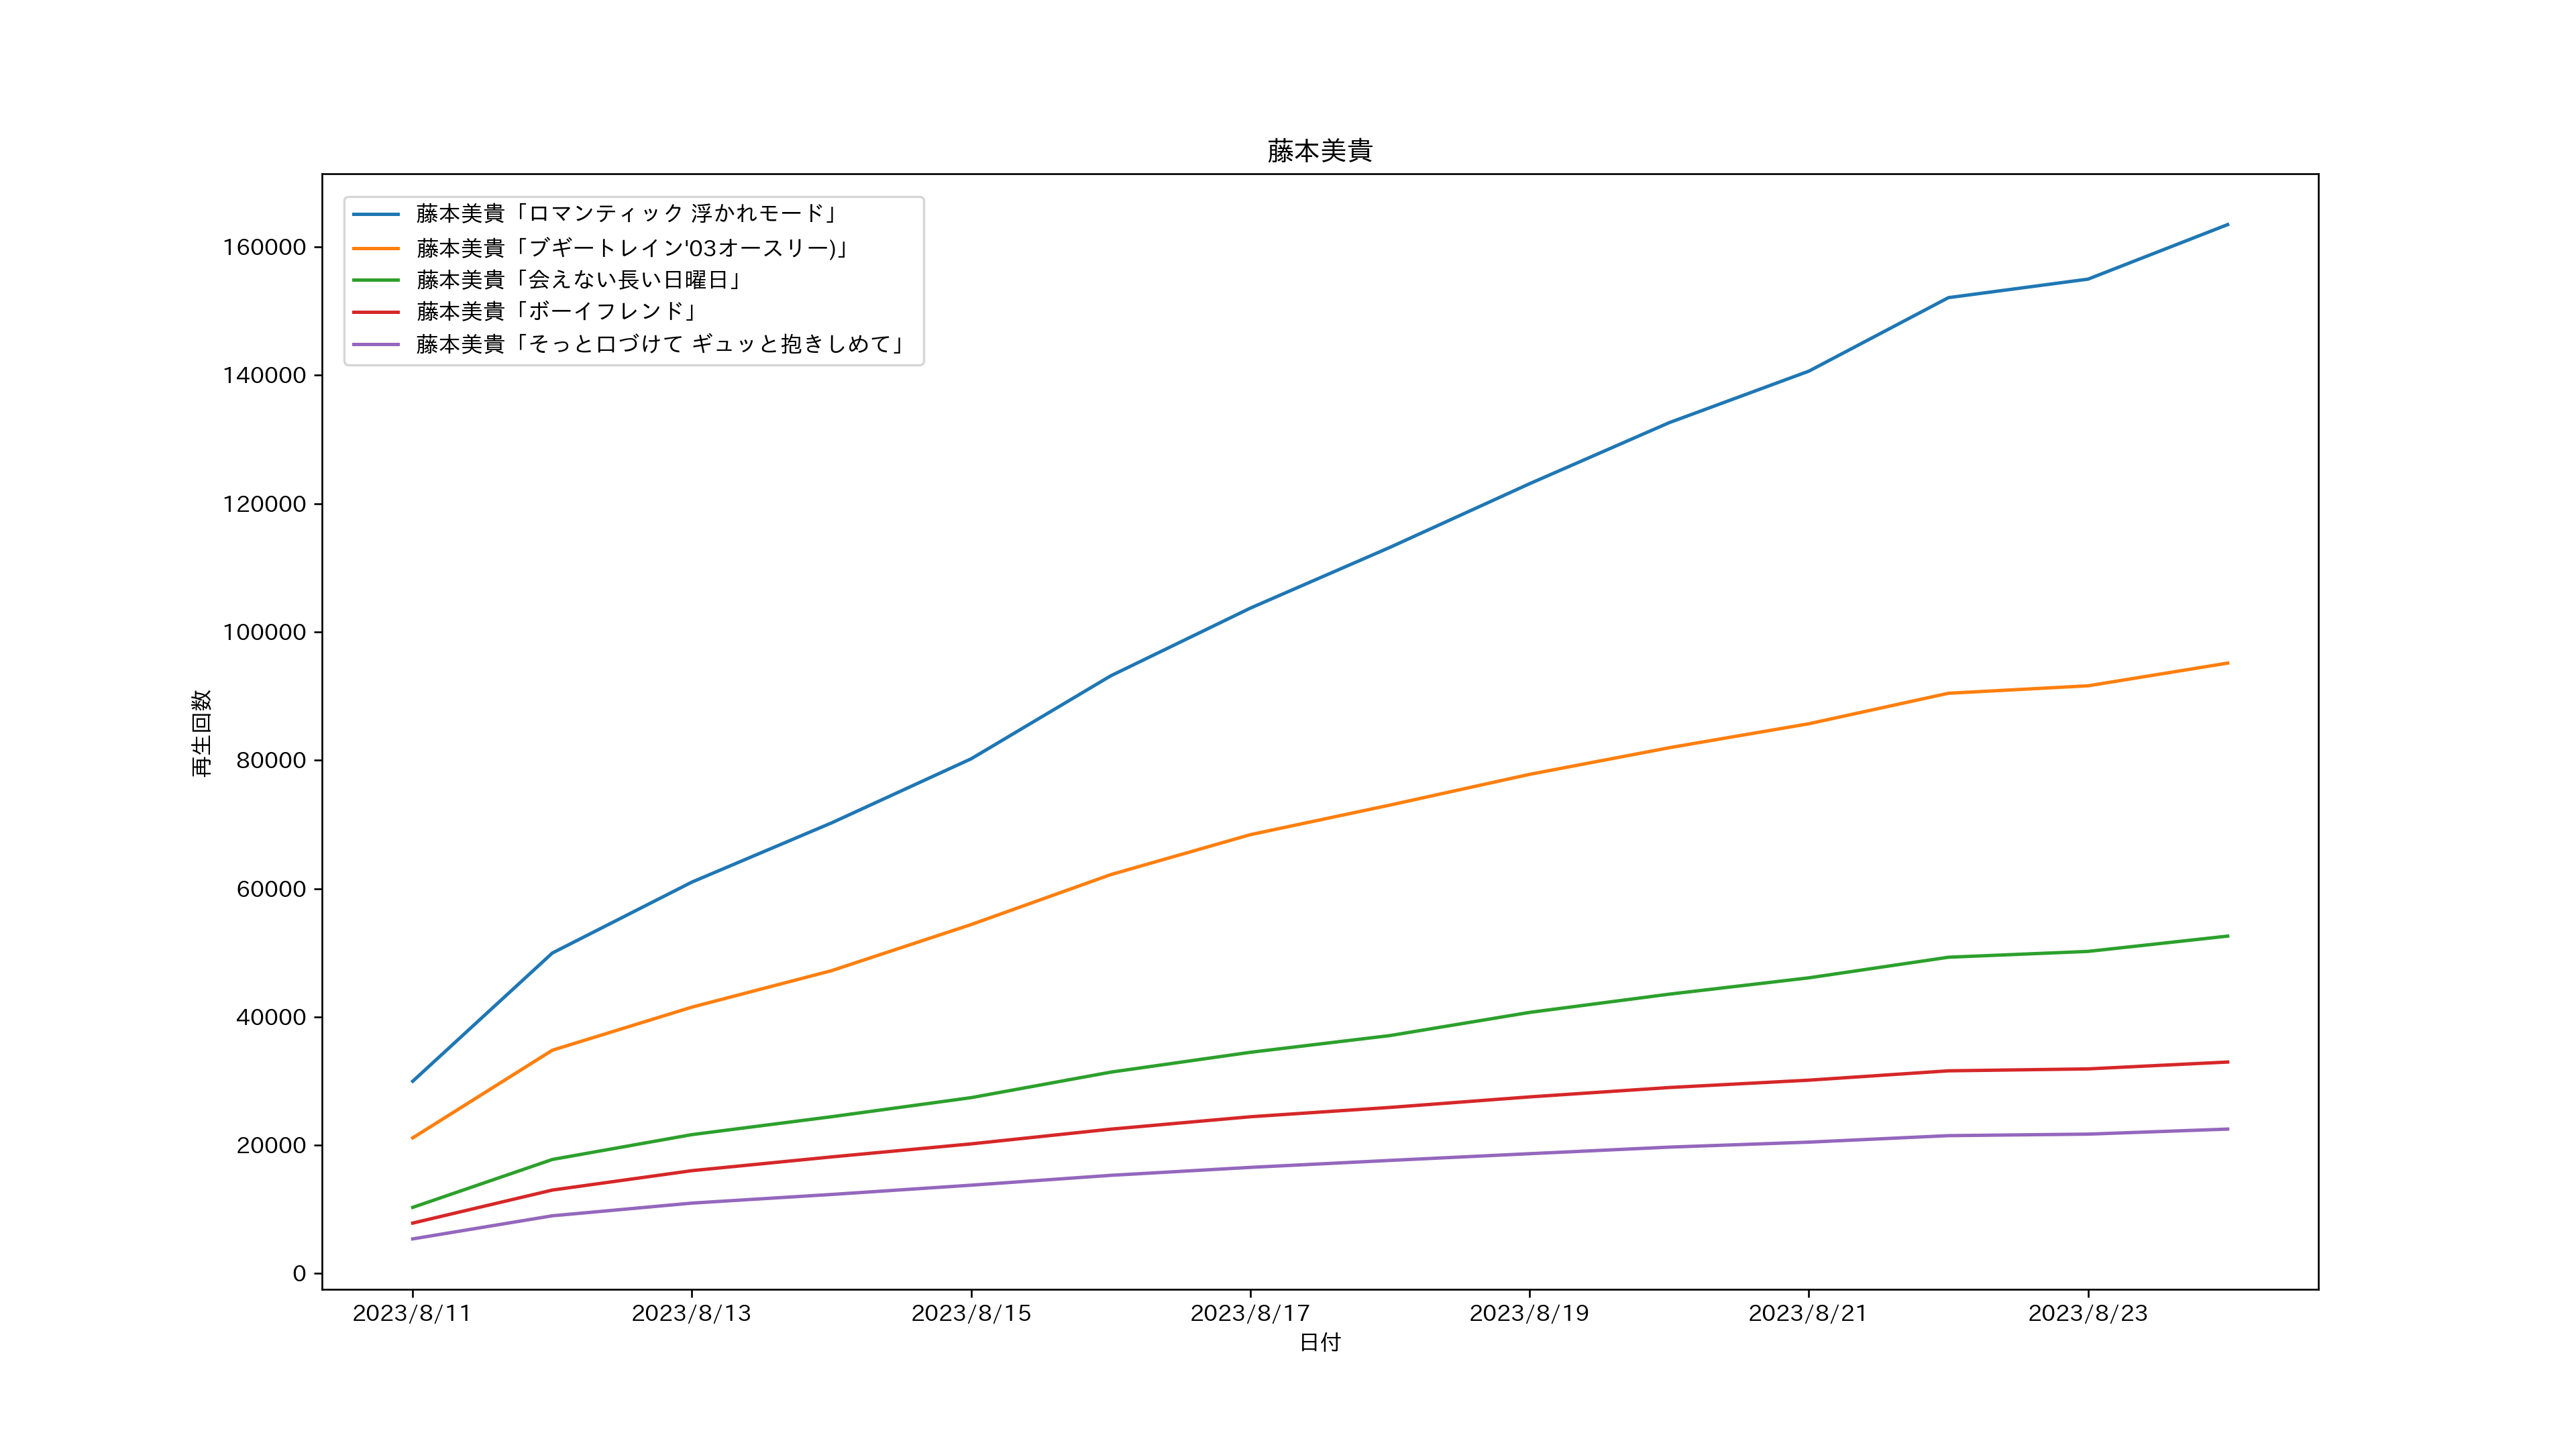 藤本美貴
藤本美貴「ロマンティック 浮かれモード」
藤本美貴「ブギートレイン'03オースリー)」
藤本美貴「会えない長い日曜日」
藤本美貴「ボーイフレンド」
藤本美貴「そっと口づけて ギュッと抱きしめて」
再生回数
160000
140000
120000
100000
80000
60000
40000
20000
0
2023/8/11 2023/8/13 2023/8/15 2023/8/17 2023/8/19 2023/8/21 2023/8/23
日付